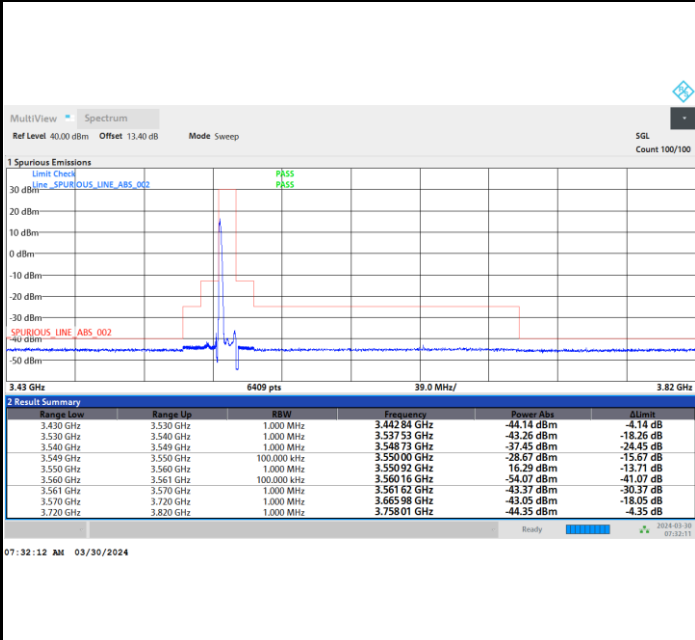 MultiView Spectrum
Ref Level 40.00 dBm Offset 13.40 dB Mode Sweep SGL
Count 100/100
1 Spurious Emissions
Limit Check PASS
Line _SPURIOUS_LINE_ABS_002 PASS
30 dBm
20 dBm
10 dBm
0 dBm
-10 dBm
-20 dBm
-30 dBm
SPURIOUS_LINE_ABS_002
-40 dBm
-50 dBm
3.43 GHz 6409 pts 39.0 MHz/ 3.82 GHz
2 Result Summary
Range Low Range Up RBW Frequency Power Abs ΔLimit
3.430 GHz 3.530 GHz 1.000 MHz 3.442 84 GHz -44.14 dBm -4.14 dB
3.530 GHz 3.540 GHz 1.000 MHz 3.537 53 GHz -43.26 dBm -18.26 dB
3.540 GHz 3.549 GHz 1.000 MHz 3.548 73 GHz -37.45 dBm -24.45 dB
3.549 GHz 3.550 GHz 100.000 kHz 3.550 00 GHz -28.67 dBm -15.67 dB
3.550 GHz 3.560 GHz 1.000 MHz 3.550 92 GHz 16.29 dBm -13.71 dB
3.560 GHz 3.561 GHz 100.000 kHz 3.560 16 GHz -54.07 dBm -41.07 dB
3.561 GHz 3.570 GHz 1.000 MHz 3.561 62 GHz -43.37 dBm -30.37 dB
3.570 GHz 3.720 GHz 1.000 MHz 3.665 98 GHz -43.05 dBm -18.05 dB
3.720 GHz 3.820 GHz 1.000 MHz 3.758 01 GHz -44.35 dBm -4.35 dB
Ready 2024-03-30
07:32:11
07:32:12 AM 03/30/2024